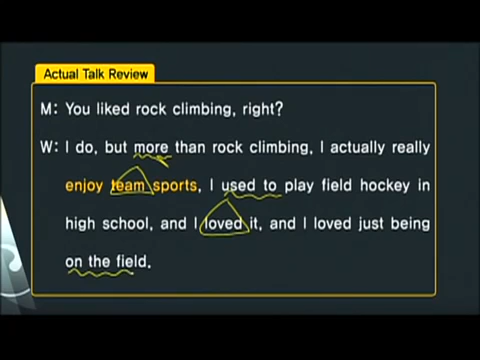 Actual Talk Review
M: You liked rock climbing, right?
W: I do, but more than rock climbing, I actually really
enjoy team sports, I used to play field hockey in
high school, and I loved it, and I loved just being
on the field.